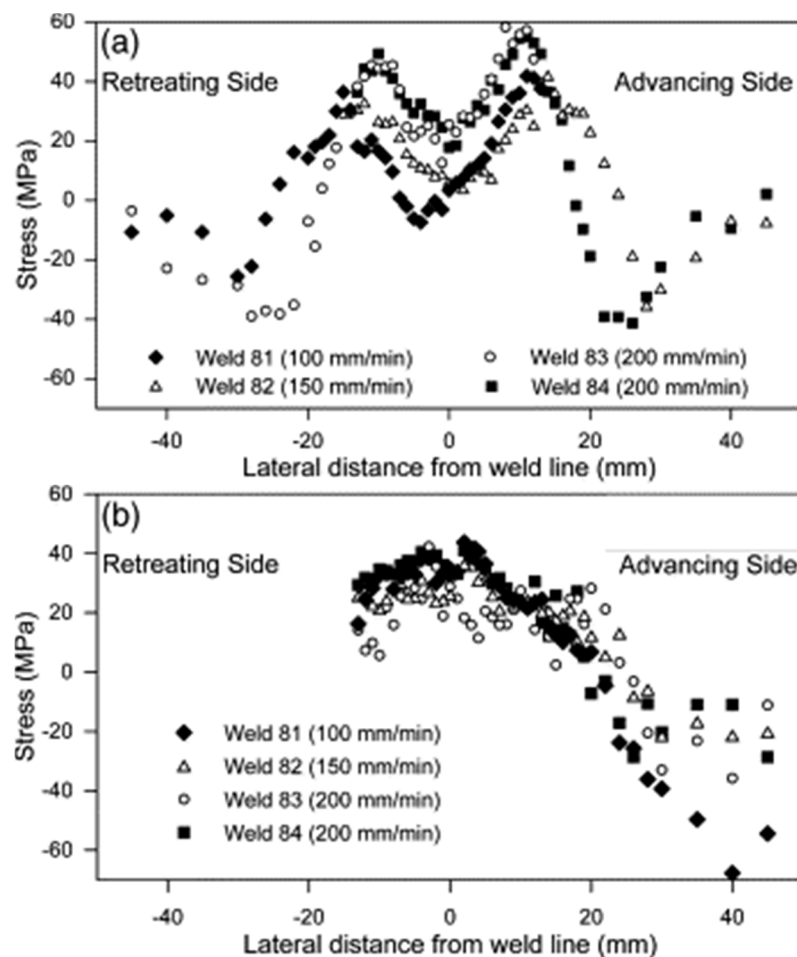 (a)
Retreating Side
Advancing Side
60
40
20
0
-20
-40
-60
Stress (MPa)
Weld 81 (100 mm/min)
Weld 83 (200 mm/min)
Weld 82 (150 mm/min)
Weld 84 (200 mm/min)
-40 -20 0 20 40
Lateral distance from weld line (mm)
(b)
Retreating Side
Advancing Side
60
40
20
0
-20
-40
-60
Stress (MPa)
Weld 81 (100 mm/min)
Weld 82 (150 mm/min)
Weld 83 (200 mm/min)
Weld 84 (200 mm/min)
-40 -20 0 20 40
Lateral distance from weld line (mm)